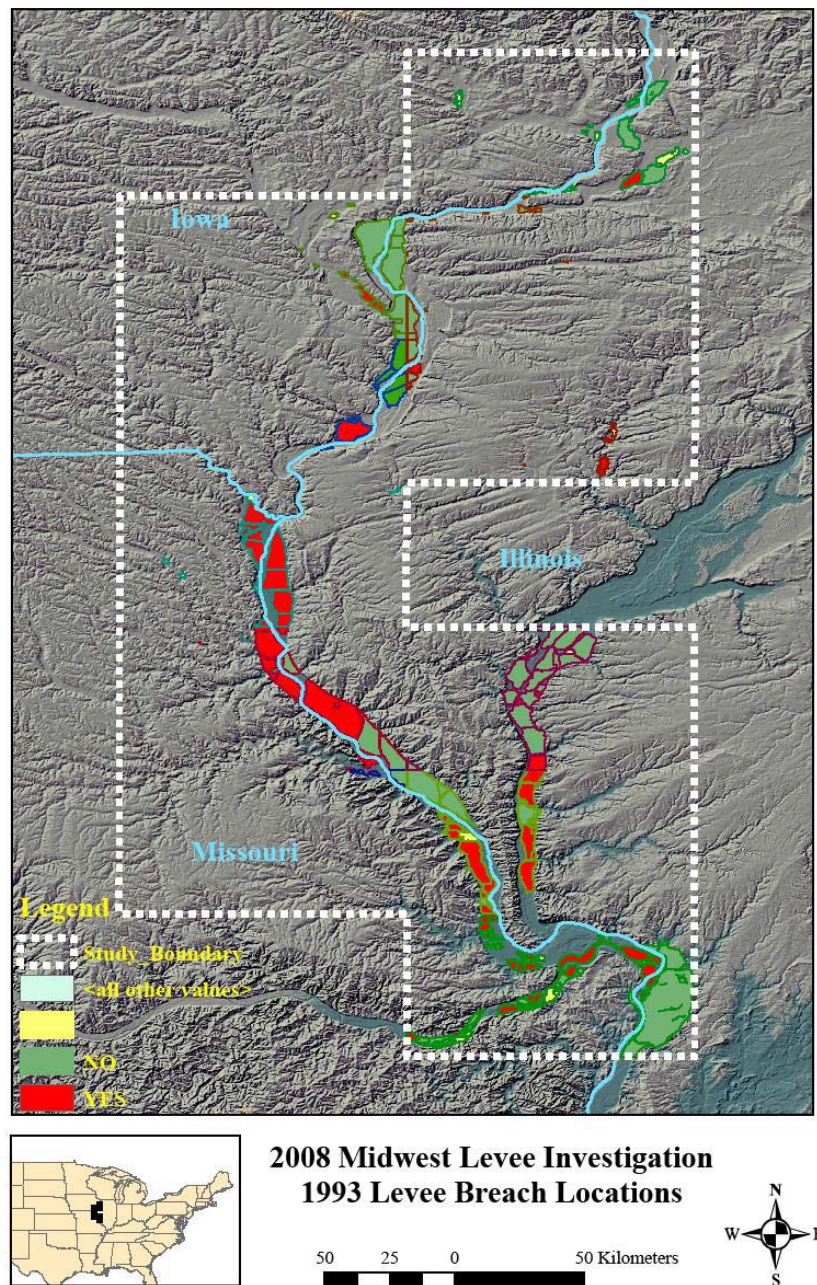 Iowa
Illinois
Missouri
Legend
Study_Boundary
<all other values>
NO
YES
2008 Midwest Levee Investigation
1993 Levee Breach Locations
50 25 0 50 Kilometers
N
W E
S